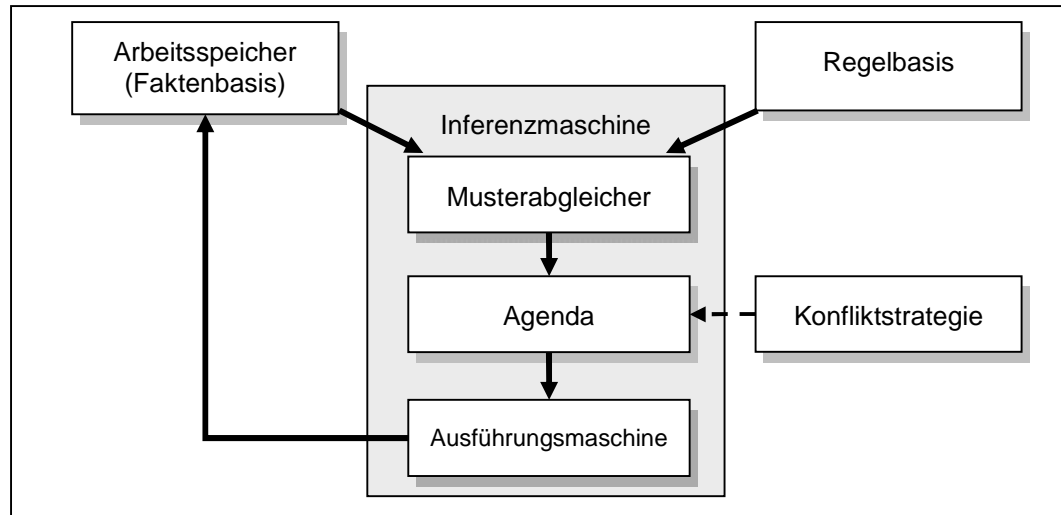 Arbeitsspeicher
(Faktenbasis)
Regelbasis
Inferenzmaschine
Musterabgleicher
Agenda
Konfliktstrategie
Ausführungsmaschine